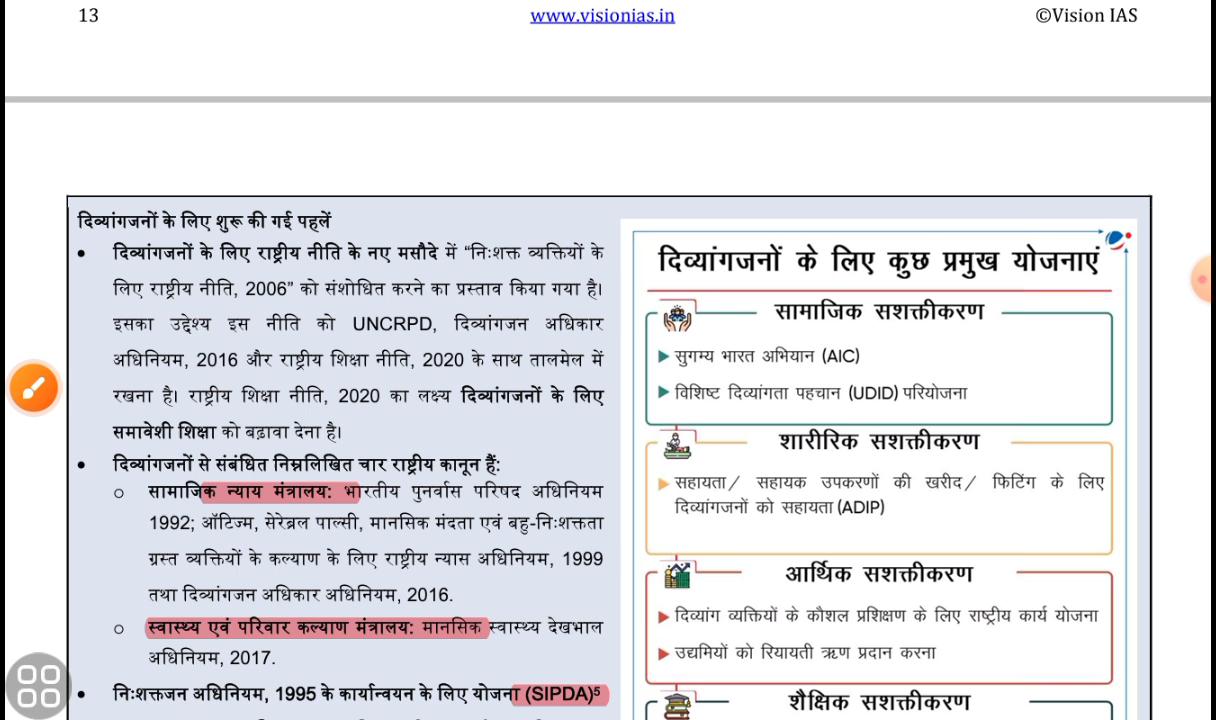 13
www.visionias.in
©Vision IAS
दिव्यांगजनों के लिए शुरू की गई पहलें
• दिव्यांगजनों के लिए राष्ट्रीय नीति के नए मसौदे में “निःशक्त व्यक्तियों के
लिए राष्ट्रीय नीति, 2006” को संशोधित करने का प्रस्ताव किया गया है।
इसका उद्देश्य इस नीति को UNCRPD, दिव्यांगजन अधिकार
अधिनियम, 2016 और राष्ट्रीय शिक्षा नीति, 2020 के साथ तालमेल में
रखना है। राष्ट्रीय शिक्षा नीति, 2020 का लक्ष्य दिव्यांगजनों के लिए
समावेशी शिक्षा को बढ़ावा देना है।
• दिव्यांगजनों से संबंधित निम्नलिखित चार राष्ट्रीय कानून हैं:
o सामाजिक न्याय मंत्रालय: भारतीय पुनर्वास परिषद अधिनियम
1992; ऑटिज्म, सेरेब्रल पाल्सी, मानसिक मंदता एवं बहु-निःशक्तता
ग्रस्त व्यक्तियों के कल्याण के लिए राष्ट्रीय न्यास अधिनियम, 1999
तथा दिव्यांगजन अधिकार अधिनियम, 2016.
o स्वास्थ्य एवं परिवार कल्याण मंत्रालय: मानसिक स्वास्थ्य देखभाल
अधिनियम, 2017.
• निःशक्तजन अधिनियम, 1995 के कार्यान्वयन के लिए योजना (SIPDA)⁵
दिव्यांगजनों के लिए कुछ प्रमुख योजनाएं
सामाजिक सशक्तीकरण
सुगम्य भारत अभियान (AIC)
विशिष्ट दिव्यांगता पहचान (UDID) परियोजना
शारीरिक सशक्तीकरण
सहायता/ सहायक उपकरणों की खरीद/ फिटिंग के लिए
दिव्यांगजनों को सहायता (ADIP)
आर्थिक सशक्तीकरण
दिव्यांग व्यक्तियों के कौशल प्रशिक्षण के लिए राष्ट्रीय कार्य योजना
उद्यमियों को रियायती ऋण प्रदान करना
शैक्षिक सशक्तीकरण